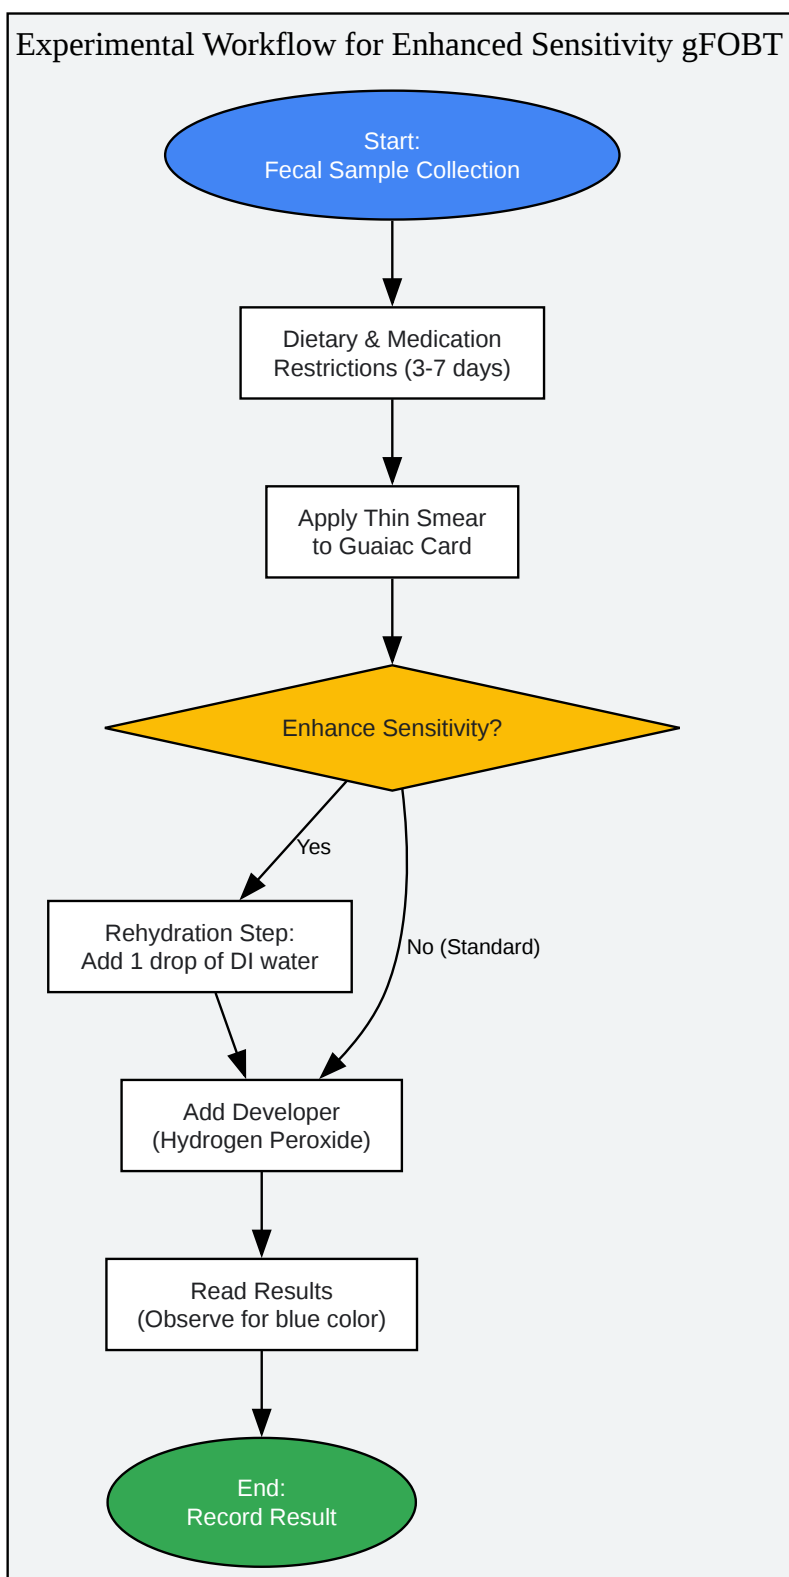 Experimental Workflow for Enhanced Sensitivity gFOBT
Start:
Fecal Sample Collection
Dietary & Medication
Restrictions (3-7 days)
Apply Thin Smear
to Guaiac Card
Enhance Sensitivity?
Yes
Rehydration Step:
Add 1 drop of DI water
No (Standard)
Add Developer
(Hydrogen Peroxide)
Read Results
(Observe for blue color)
End:
Record Result